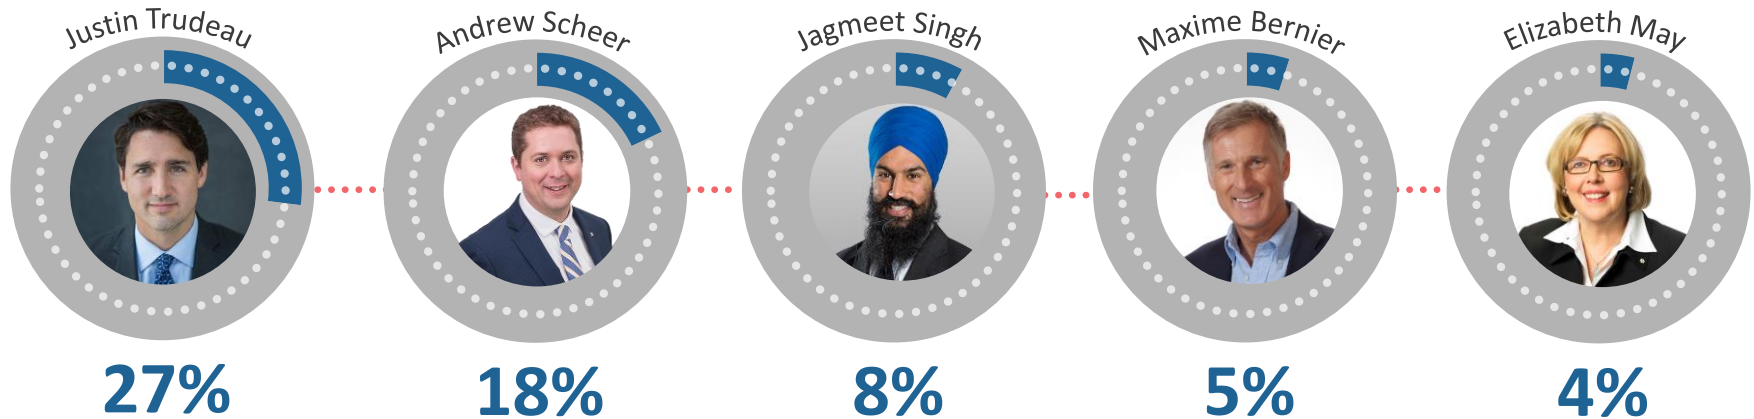 Justin Trudeau
Andrew Scheer
Jagmeet Singh
Maxime Bernier
Elizabeth May
27%
18%
8%
5%
4%